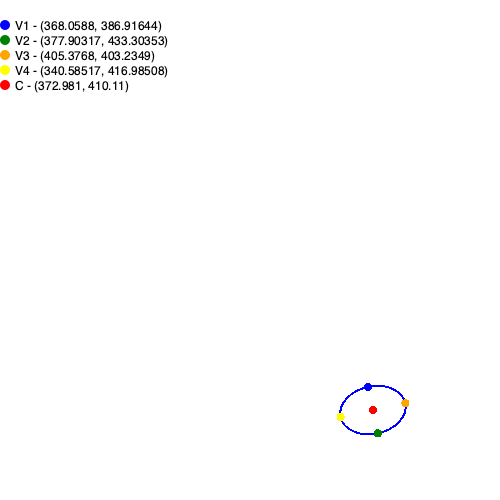 V1 - (368.0588, 386.91644)
V2 - (377.90317, 433.30353)
V3 - (405.3768, 403.2349)
V4 - (340.58517, 416.98508)
C - (372.981, 410.11)